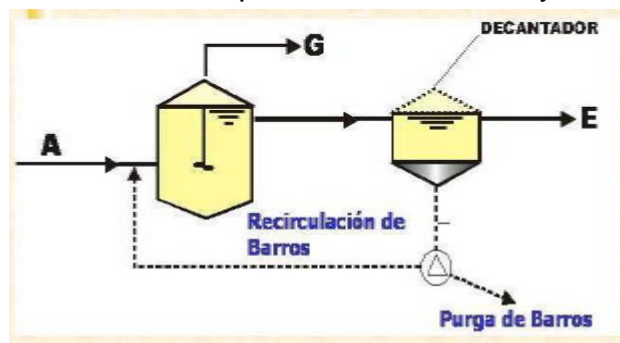 DECANTADOR
G
A
E
Recirculación de
Barros
Purga de Barros